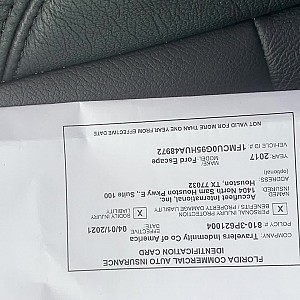 FLORIDA COMMERCIAL AUTO INSURANCE
IDENTIFICATION CARD
COMPANY: Travelers Indemnity Co of America
POLICY # 810-3P621004 04/01/2021
X PERSONAL INJURY PROTECTION BENEFITS/ PROPERTY DAMAGE LIABILITY X BODILY INJURY LIABILITY
NAMED INSURED Accufleet International, Inc.
ADDRESS: 1404 North Sam Houston Pkwy E., Suite 100
(optional) Houston, TX 77032
YEAR: 2017 MAKE: Ford MODEL: Escape
VEHICLE ID # 1FMCU0G95HUA48972
NOT VALID FOR MORE THAN ONE YEAR FROM EFFECTIVE DATE